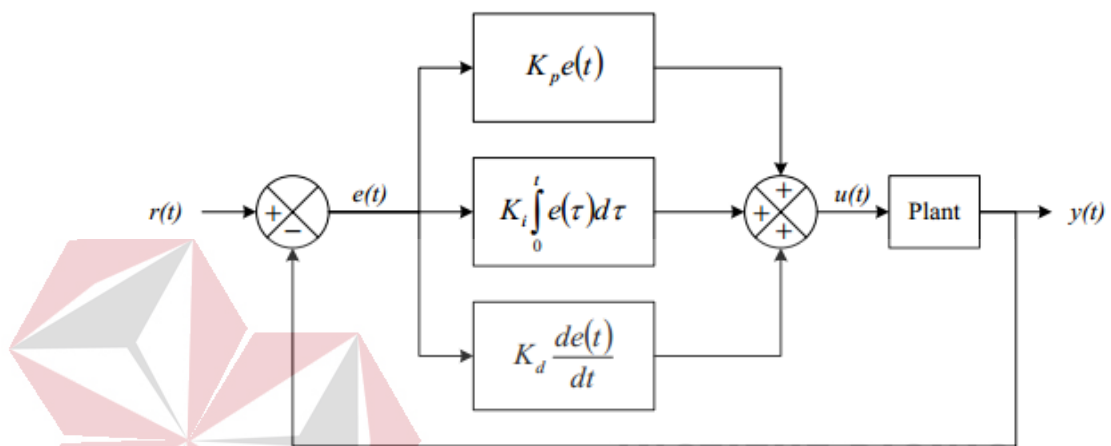 K_p e(t)
r(t)
+
−
e(t)
K_i ∫_0^t e(τ)dτ
+
+
+
u(t)
Plant
y(t)
K_d de(t)/dt